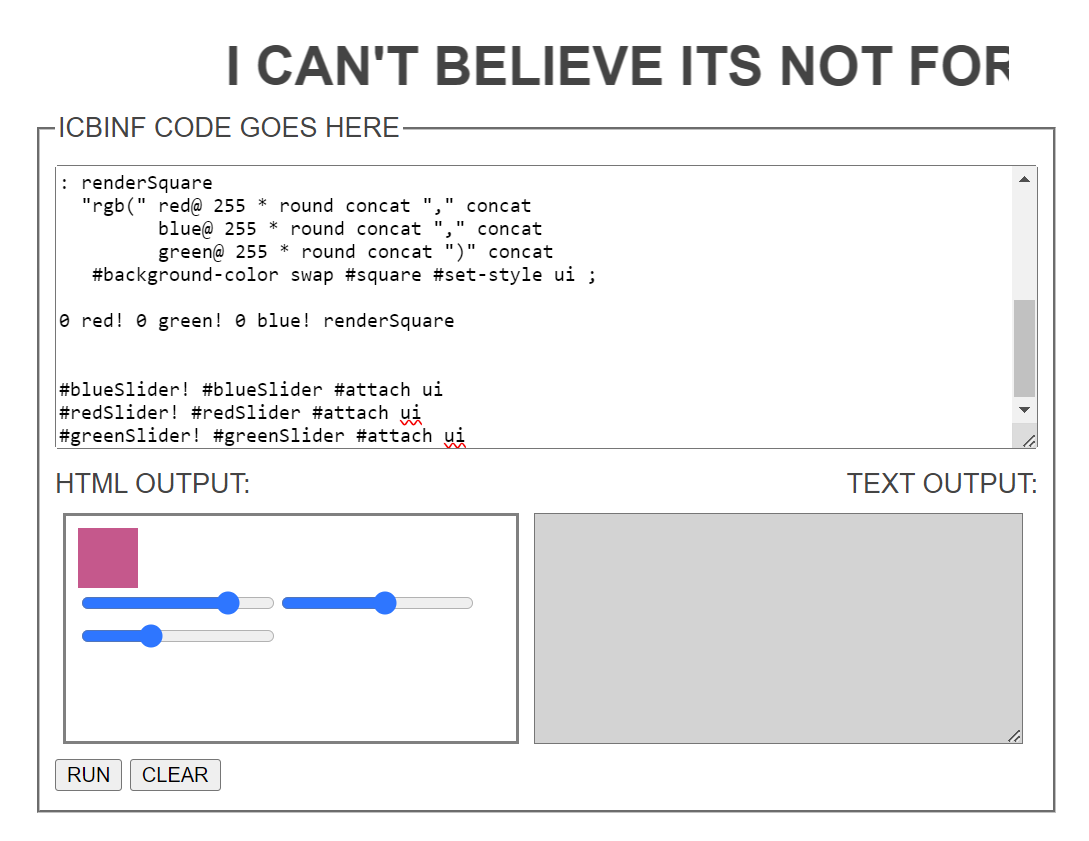 I CAN'T BELIEVE ITS NOT FOR
ICBINF CODE GOES HERE
: renderSquare
"rgb(" red@ 255 * round concat "," concat
blue@ 255 * round concat "," concat
green@ 255 * round concat ")" concat
#background-color swap #square #set-style ui ;
0 red! 0 green! 0 blue! renderSquare
#blueSlider! #blueSlider #attach ui
#redSlider! #redSlider #attach ui
#greenSlider! #greenSlider #attach ui
HTML OUTPUT:
TEXT OUTPUT:
RUN
CLEAR